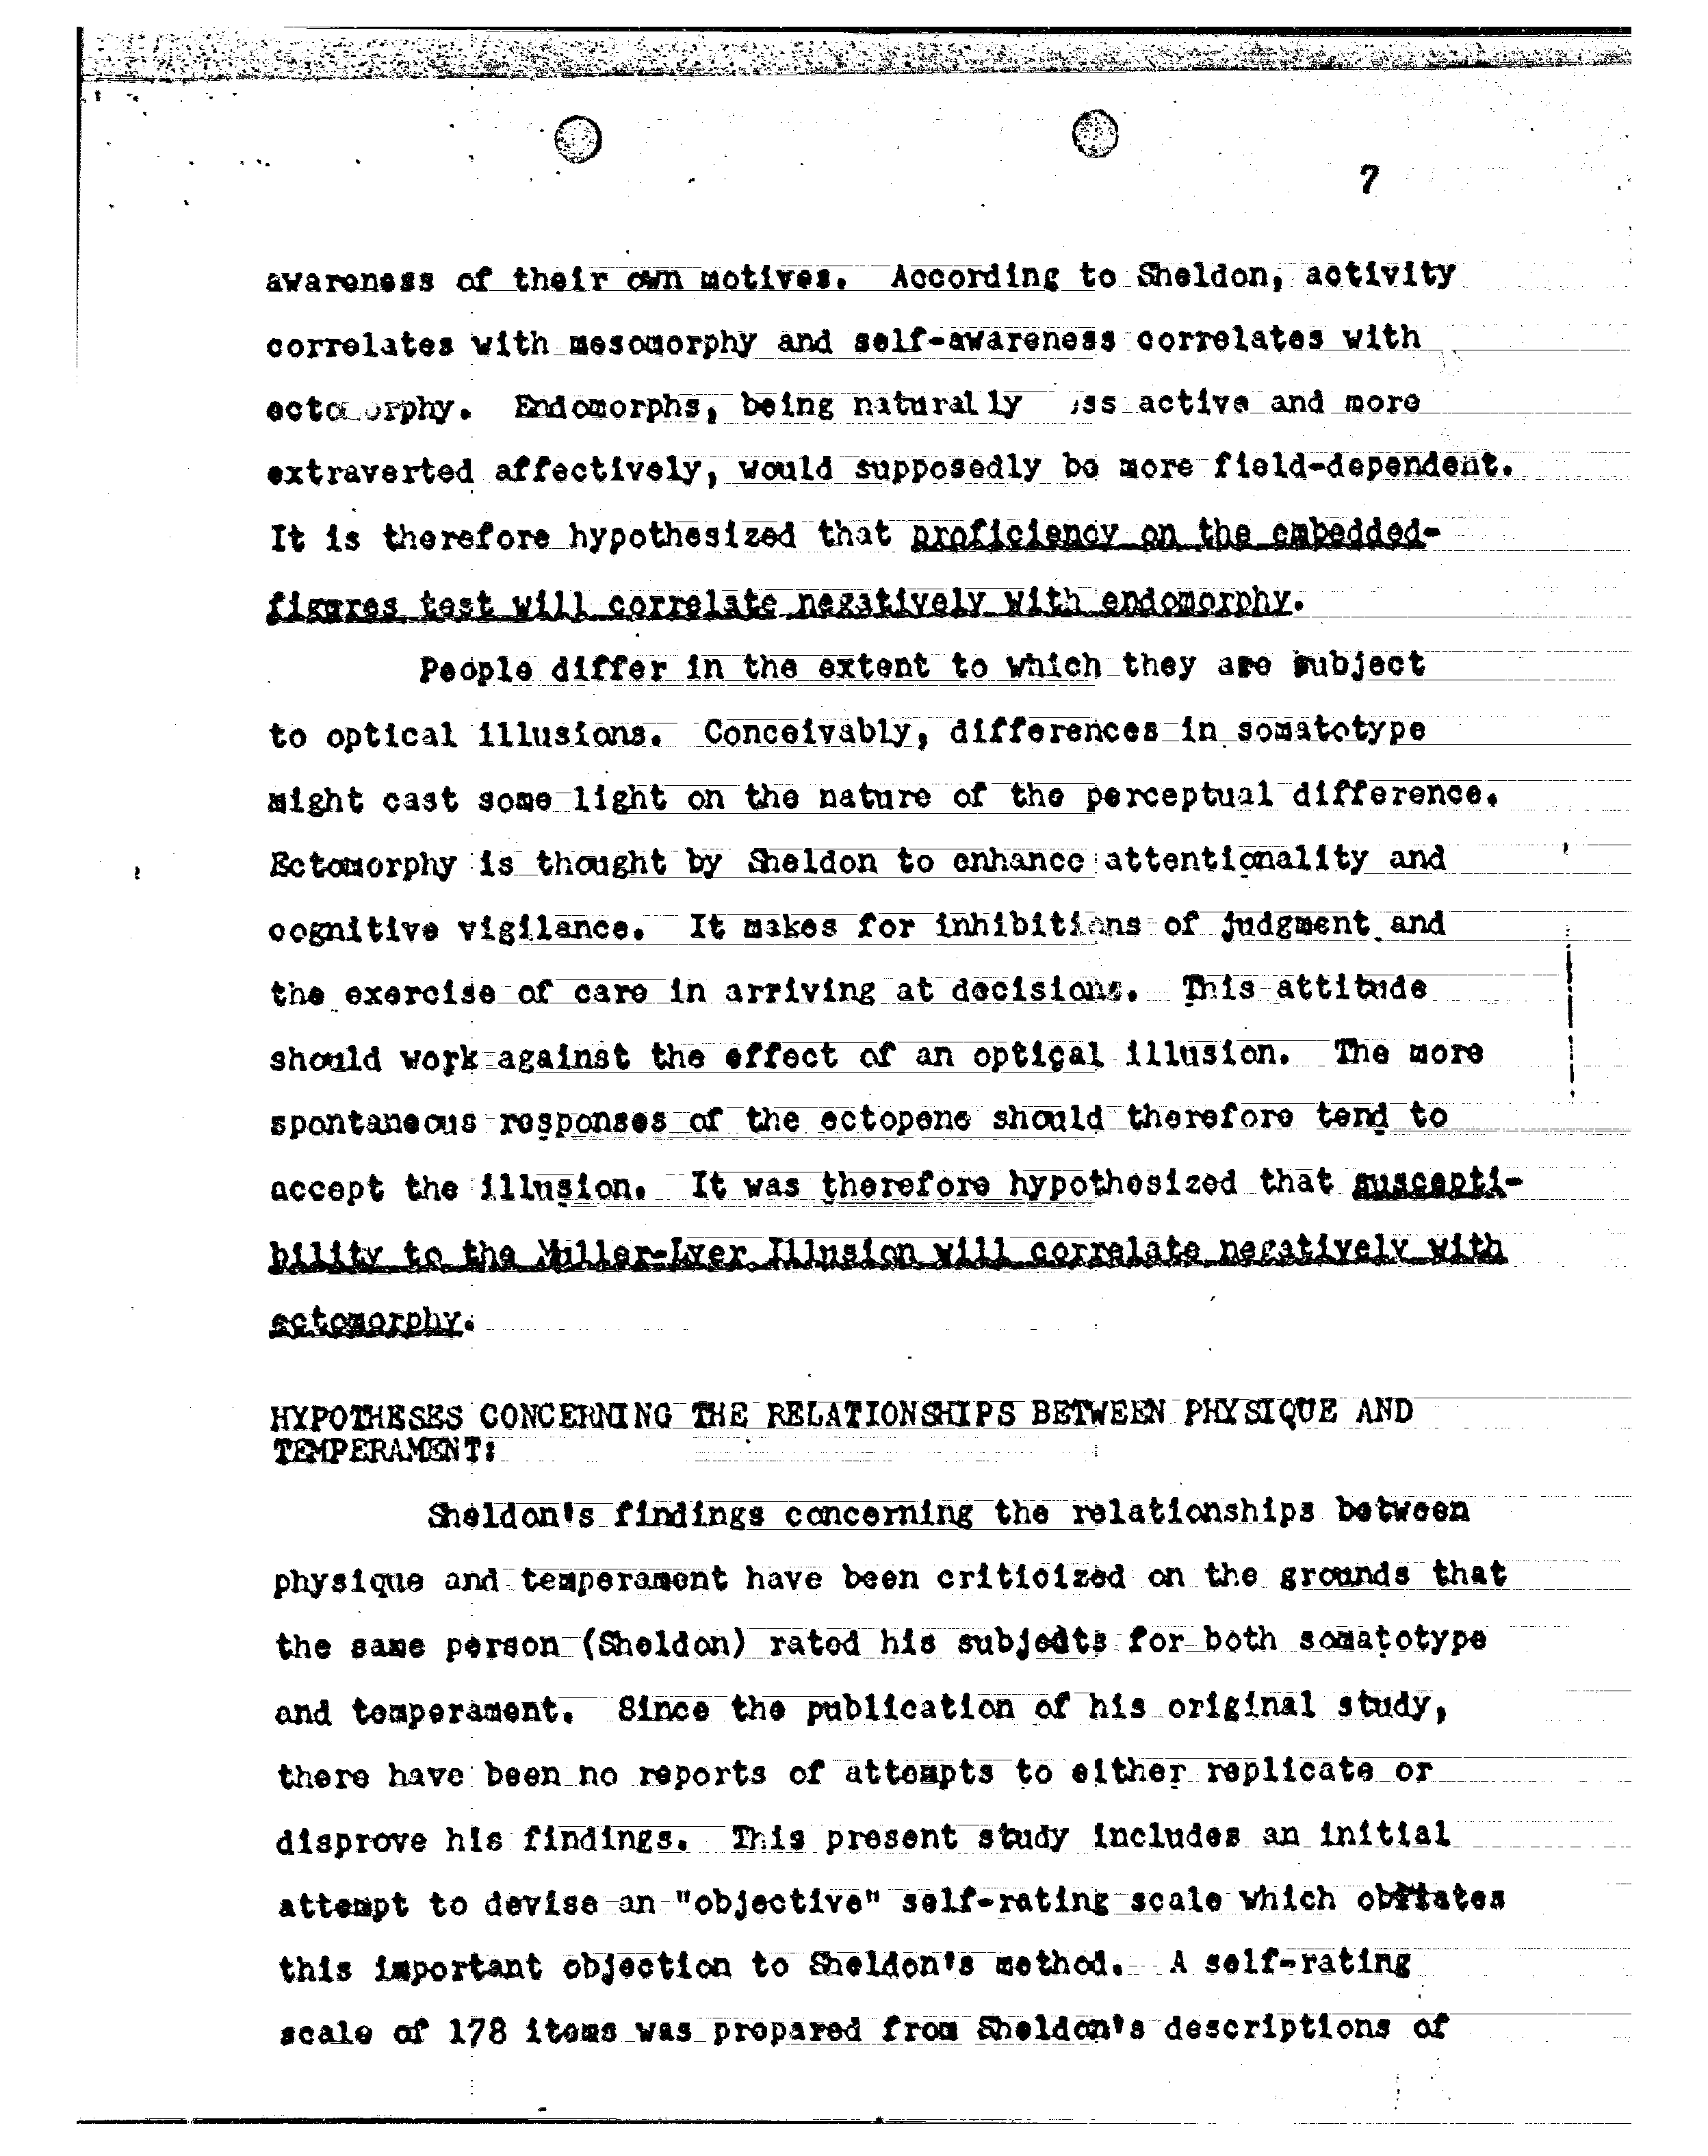 7
awareness of their own motives. According to Sheldon, activity
correlates with mesomorphy and self-awareness correlates with
ectomorphy. Endomorphs, being naturally active and more
extraverted affectively, would supposedly be more field-dependent.
It is therefore hypothesized that proficiency on the embedded-
figures test will correlate negatively with endomorphy.
People differ in the extent to which they are subject
to optical illusions. Conceivably, differences in somatotype
might cast some light on the nature of the perceptual difference.
Ectomorphy is thought by Sheldon to enhance attentionality and
cognitive vigilance. It makes for inhibitions of judgment and
the exercise of care in arriving at decisions. This attitude
should work against the effect of an optical illusion. The more
spontaneous responses of the ectopene should therefore tend to
accept the illusion. It was therefore hypothesized that suscepti-
bility to the Muller-Lyer Illusion will correlate negatively with
ectomorphy.
HYPOTHESES CONCERNING THE RELATIONSHIPS BETWEEN PHYSIQUE AND
TEMPERAMENT:
Sheldon's findings concerning the relationships between
physique and temperament have been criticized on the grounds that
the same person (Sheldon) rated his subjects for both somatotype
and temperament. Since the publication of his original study,
there have been no reports of attempts to either replicate or
disprove his findings. This present study includes an initial
attempt to devise an "objective" self-rating scale which
this important objection to Sheldon's method. A self-rating
scale of 178 items was prepared from Sheldon's descriptions of